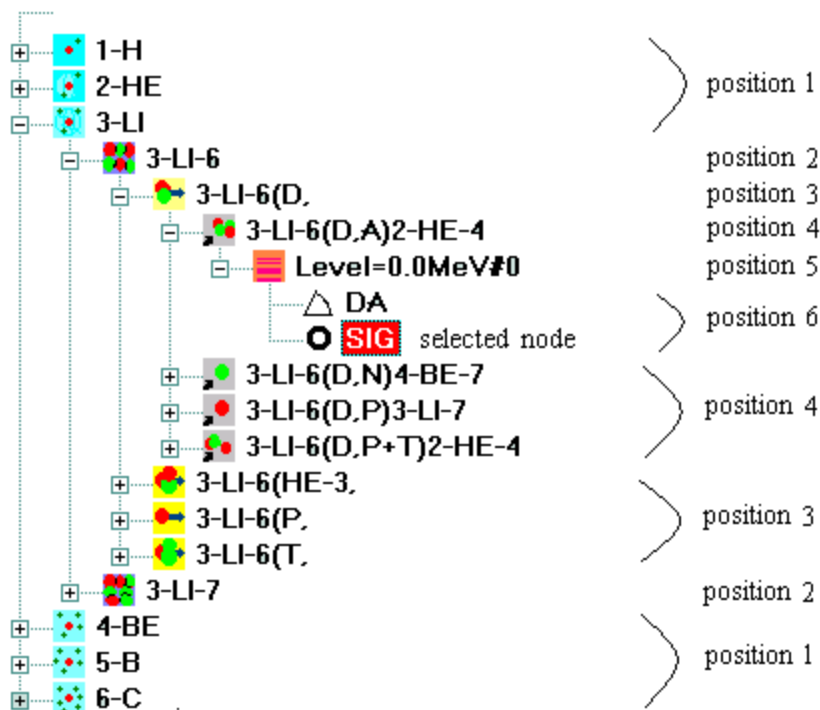 1-H
2-HE
position 1
3-LI
3-LI-6
position 2
3-LI-6(D,
position 3
3-LI-6(D,A)2-HE-4
position 4
Level=0.0MeV#0
position 5
DA
position 6
SIG selected node
3-LI-6(D,N)4-BE-7
3-LI-6(D,P)3-LI-7
position 4
3-LI-6(D,P+T)2-HE-4
3-LI-6(HE-3,
3-LI-6(P,
position 3
3-LI-6(T,
3-LI-7
position 2
4-BE
5-B
position 1
6-C